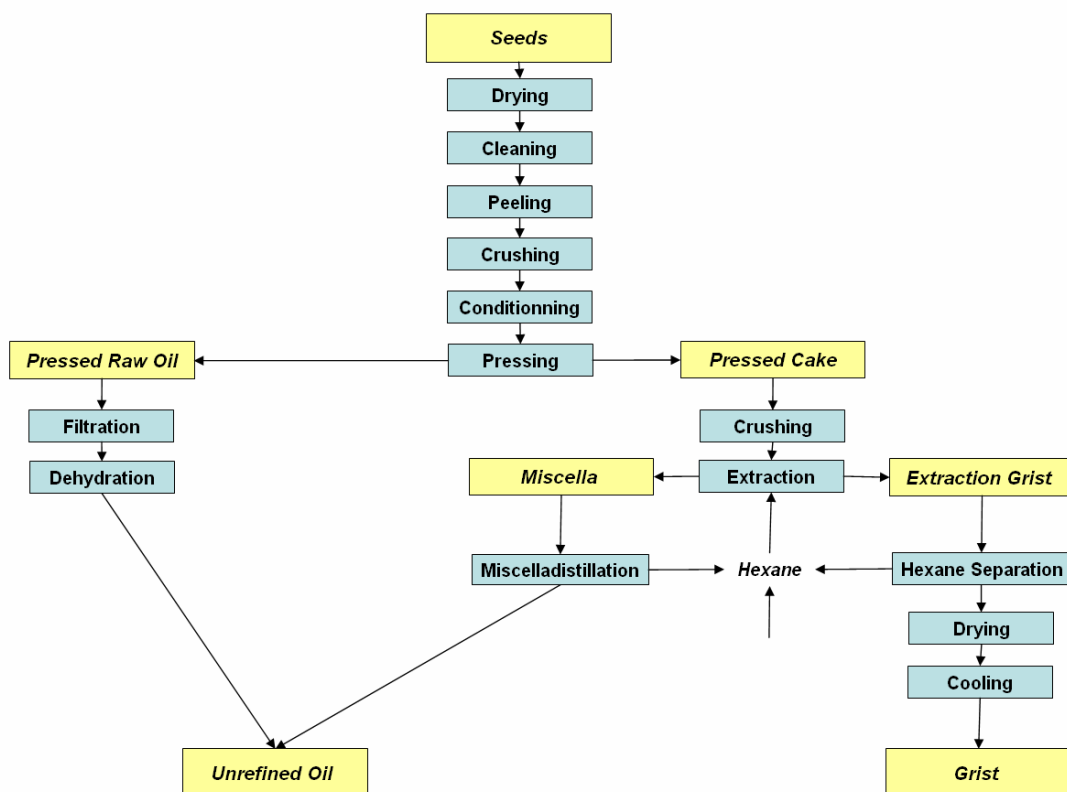 Seeds
Drying
Cleaning
Peeling
Crushing
Conditionning
Pressed Raw Oil
Pressing
Pressed Cake
Filtration
Crushing
Dehydration
Miscella
Extraction
Extraction Grist
Miscelladistillation
Hexane
Hexane Separation
Drying
Cooling
Unrefined Oil
Grist